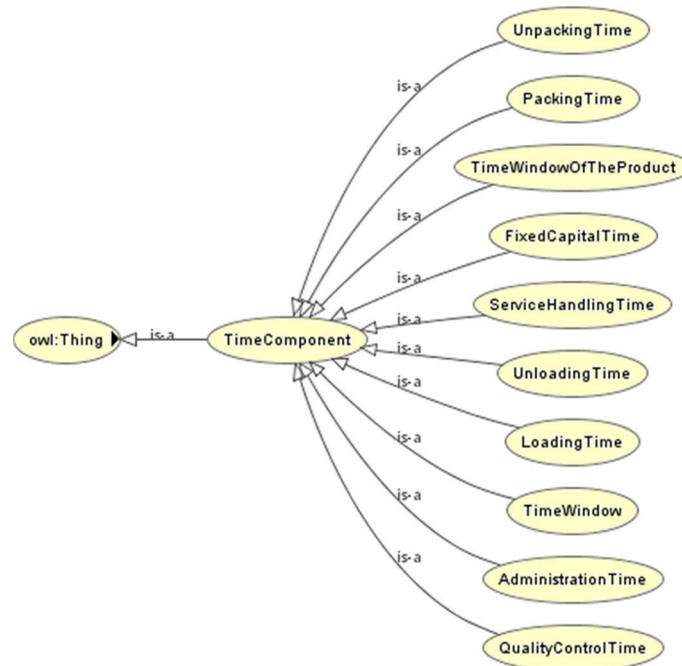 UnpackingTime
is-a
PackingTime
is-a
TimeWindowOfTheProduct
is-a
FixedCapitalTime
is-a
ServiceHandlingTime
is-a
owl:Thing
is-a
TimeComponent
is-a
UnloadingTime
is-a
LoadingTime
is-a
TimeWindow
is-a
AdministrationTime
is-a
QualityControlTime